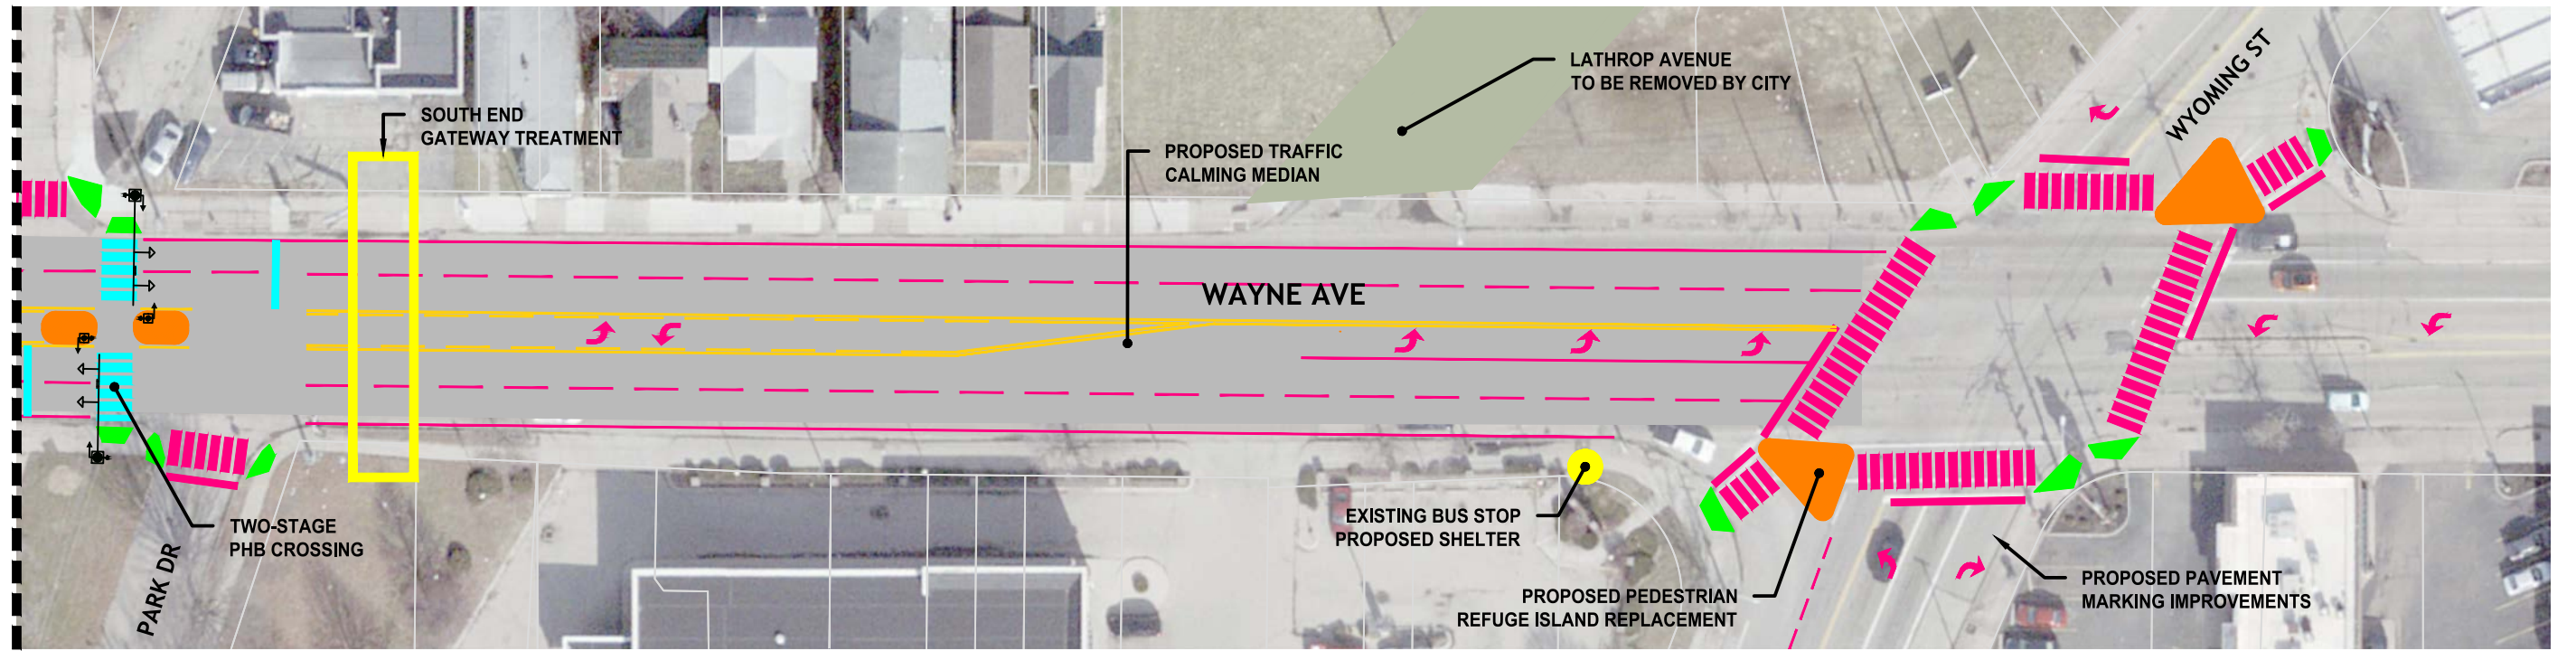 SOUTH END
GATEWAY TREATMENT
PROPOSED TRAFFIC
CALMING MEDIAN
LATHROP AVENUE
TO BE REMOVED BY CITY
WYOMING ST
WAYNE AVE
TWO-STAGE
PHB CROSSING
PARK DR
EXISTING BUS STOP
PROPOSED SHELTER
PROPOSED PEDESTRIAN
REFUGE ISLAND REPLACEMENT
PROPOSED PAVEMENT
MARKING IMPROVEMENTS